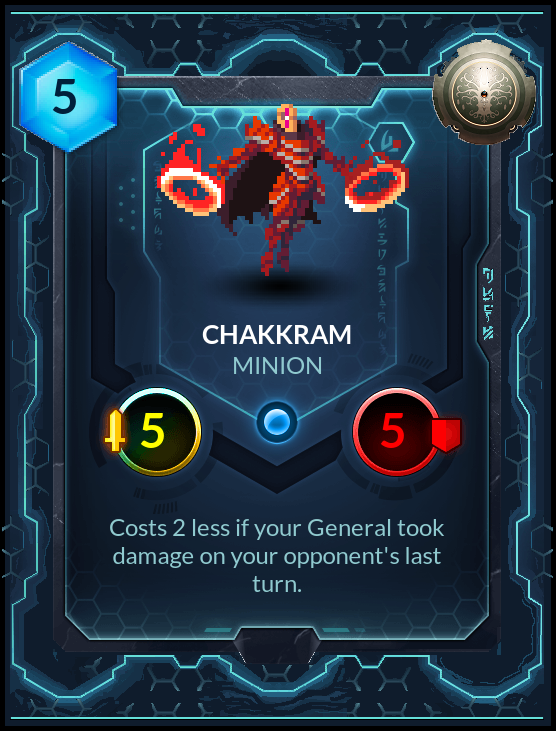 5
CHAKKRAM
MINION
5 5
Costs 2 less if your General took
damage on your opponent's last
turn.